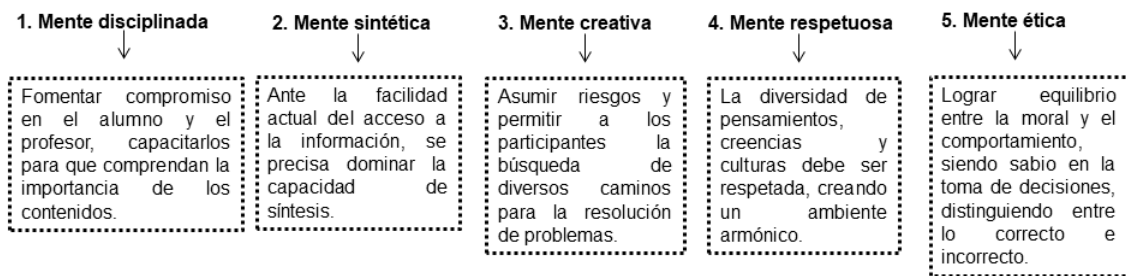 1. Mente disciplinada
Fomentar compromiso
en el alumno y el
profesor, capacitarlos
para que comprendan la
importancia de los
contenidos.
2. Mente sintética
Ante la facilidad
actual del acceso a
la información, se
precisa dominar la
capacidad de
síntesis.
3. Mente creativa
Asumir riesgos y
permitir a los
participantes la
búsqueda de
diversos caminos
para la resolución
de problemas.
4. Mente respetuosa
La diversidad de
pensamientos,
creencias y
culturas debe ser
respetada, creando
un ambiente
armónico.
5. Mente ética
Lograr equilibrio
entre la moral y el
comportamiento,
siendo sabio en la
toma de decisiones,
distinguiendo entre
lo correcto e
incorrecto.